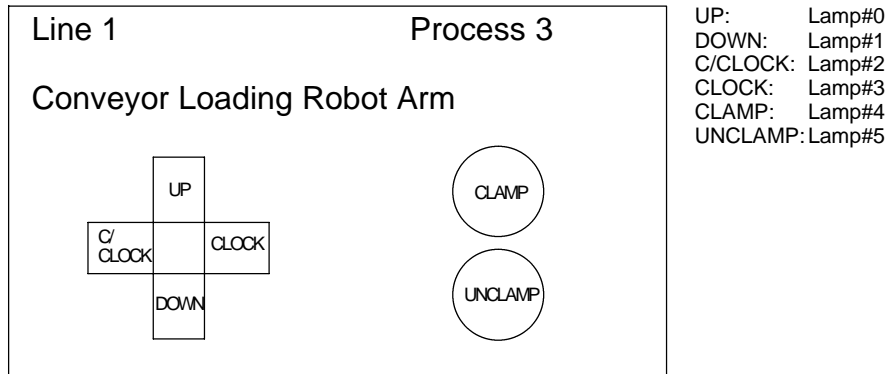 Line 1 Process 3
Conveyor Loading Robot Arm
UP
C/
CLOCK
CLOCK
DOWN
CLAMP
UNCLAMP
UP: Lamp#0
DOWN: Lamp#1
C/CLOCK: Lamp#2
CLOCK: Lamp#3
CLAMP: Lamp#4
UNCLAMP: Lamp#5